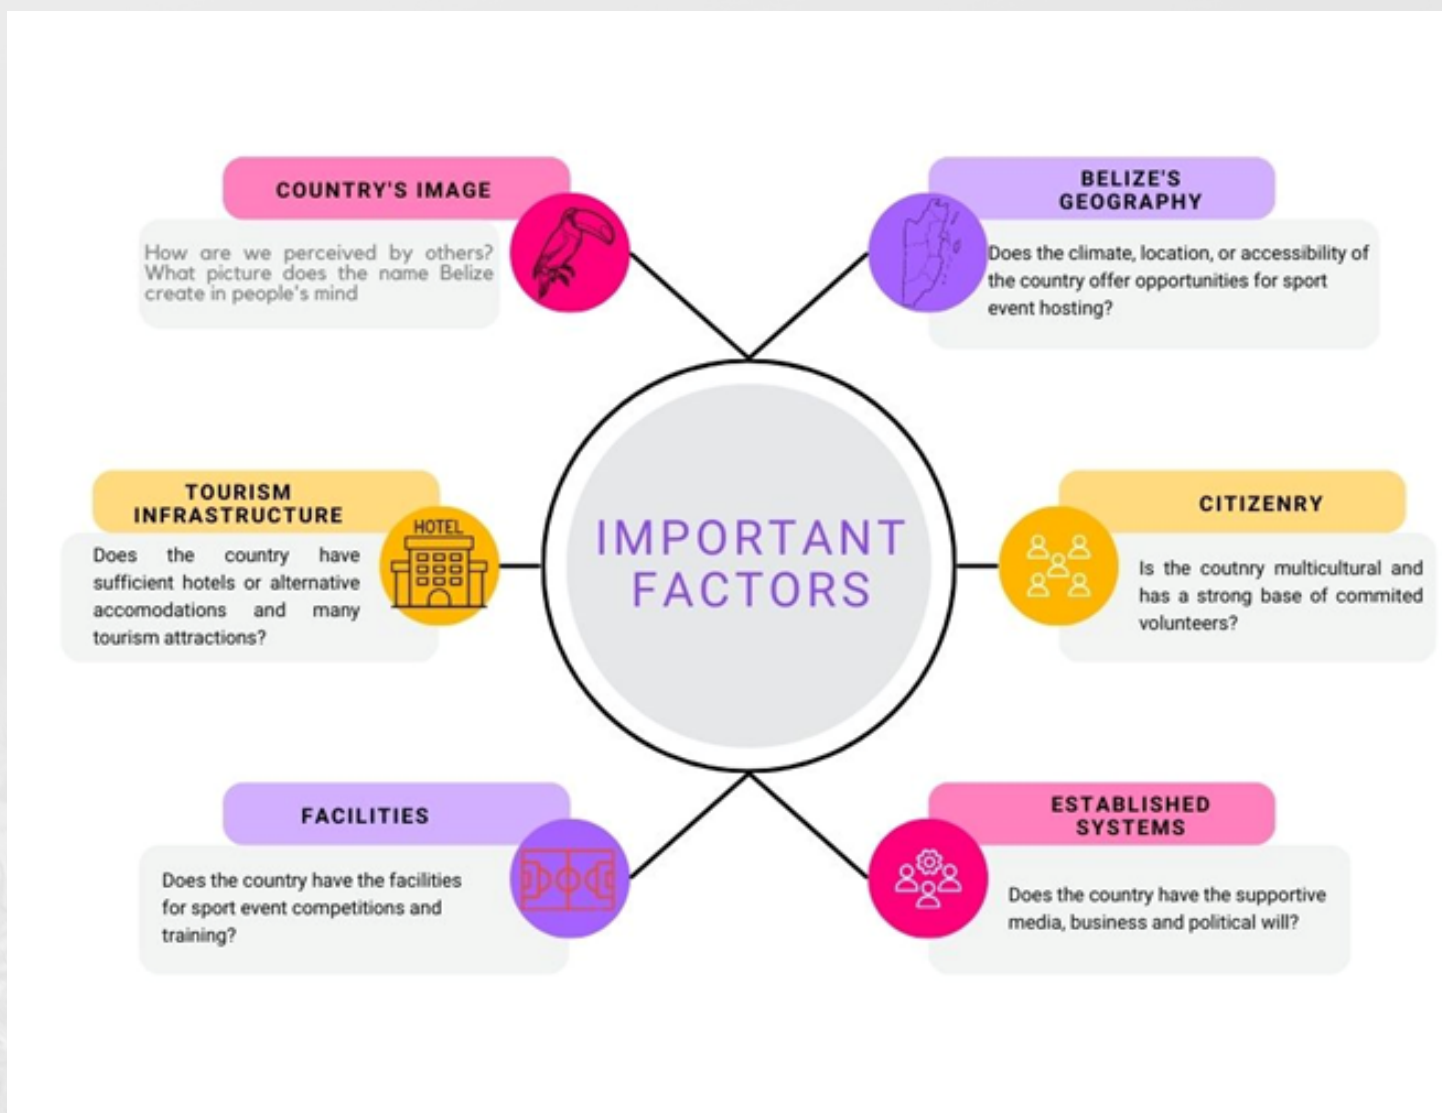 COUNTRY'S IMAGE
How are we perceived by others?
What picture does the name Belize
create in people's mind
BELIZE'S
GEOGRAPHY
Does the climate, location, or accessibility of
the country offer opportunities for sport
event hosting?
TOURISM
INFRASTRUCTURE
Does the country have
sufficient hotels or alternative
accomodations and many
tourism attractions?
HOTEL
IMPORTANT
FACTORS
CITIZENRY
Is the coutnry multicultural and
has a strong base of commited
volunteers?
FACILITIES
Does the country have the facilities
for sport event competitions and
training?
ESTABLISHED
SYSTEMS
Does the country have the supportive
media, business and political will?